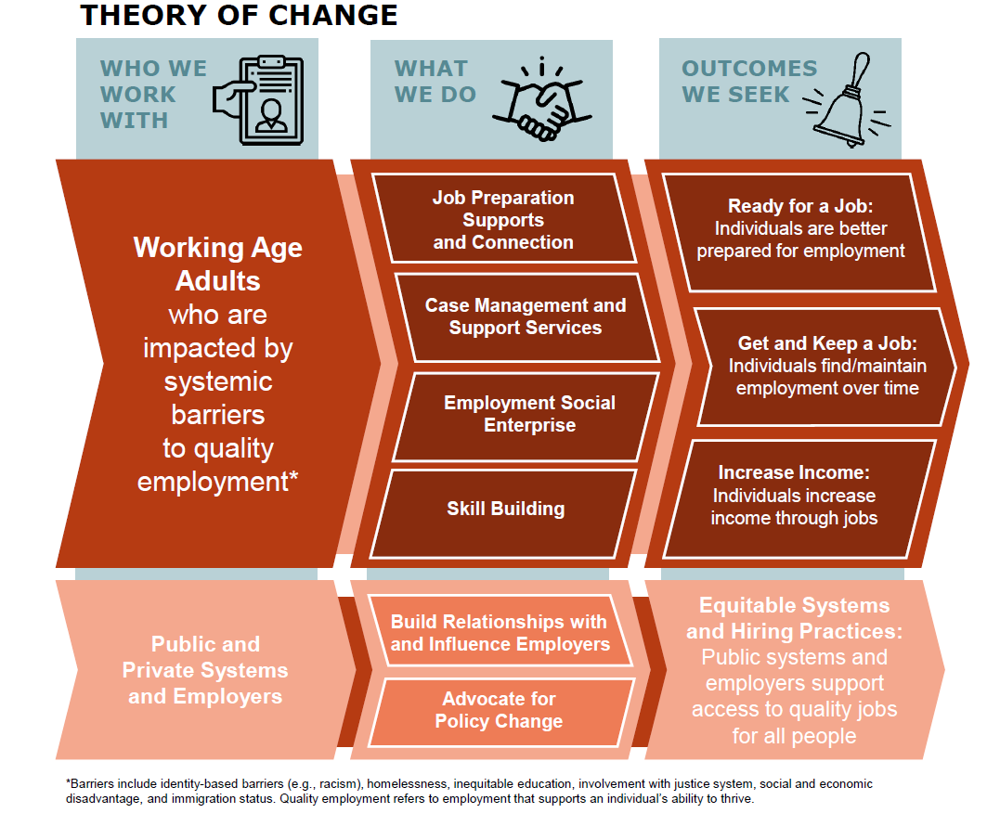 THEORY OF CHANGE
WHO WE
WORK
WITH
WHAT
WE DO
OUTCOMES
WE SEEK
Working Age
Adults
who are
impacted by
systemic
barriers
to quality
employment*
Job Preparation
Supports
and Connection
Case Management and
Support Services
Employment Social
Enterprise
Skill Building
Ready for a Job:
Individuals are better
prepared for employment
Get and Keep a Job:
Individuals find/maintain
employment over time
Increase Income:
Individuals increase
income through jobs
Public and
Private Systems
and Employers
Build Relationships with
and Influence Employers
Advocate for
Policy Change
Equitable Systems
and Hiring Practices:
Public systems and
employers support
access to quality jobs
for all people
*Barriers include identity-based barriers (e.g., racism), homelessness, inequitable education, involvement with justice system, social and economic
disadvantage, and immigration status. Quality employment refers to employment that supports an individual’s ability to thrive.